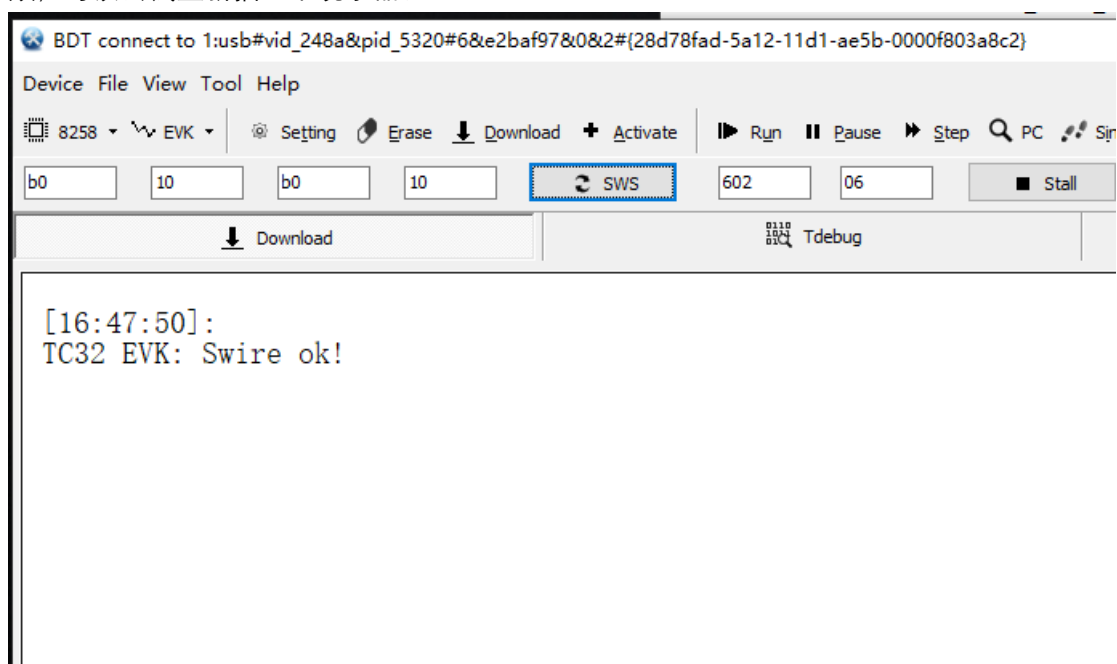 BDT connect to 1:usb#vid_248a&pid_5320#6&e2baf97&0&2#{28d78fad-5a12-11d1-ae5b-0000f803a8c2}
Device File View Tool Help
8258 EVK Setting Erase Download Activate Run Pause Step PC
b0 10 b0 10 SWS 602 06 Stall
Download Tdebug
[16:47:50]:
TC32 EVK: Swire ok!